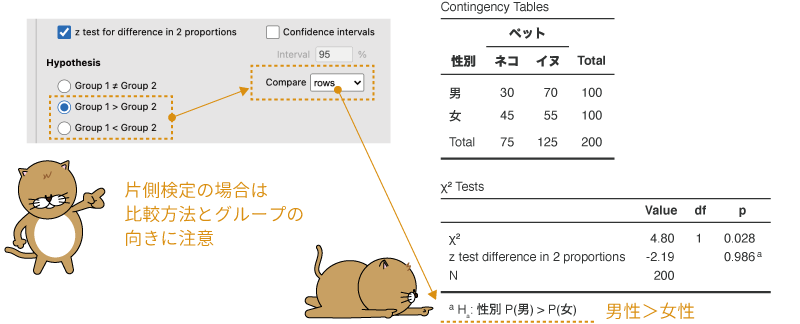 z test for difference in 2 proportions
Confidence intervals
Interval 95 %
Hypothesis
Group 1 ≠ Group 2
Group 1 > Group 2
Group 1 < Group 2
Compare rows
片側検定の場合は
比較方法とグループの
向きに注意
Contingency Tables
ペット
性別 ネコ イヌ Total
男 30 70 100
女 45 55 100
Total 75 125 200
χ² Tests
Value df p
χ² 4.80 1 0.028
z test difference in 2 proportions -2.19 0.986 ᵃ
N 200
ᵃ Hₐ: 性別 P(男) > P(女)
男性＞女性